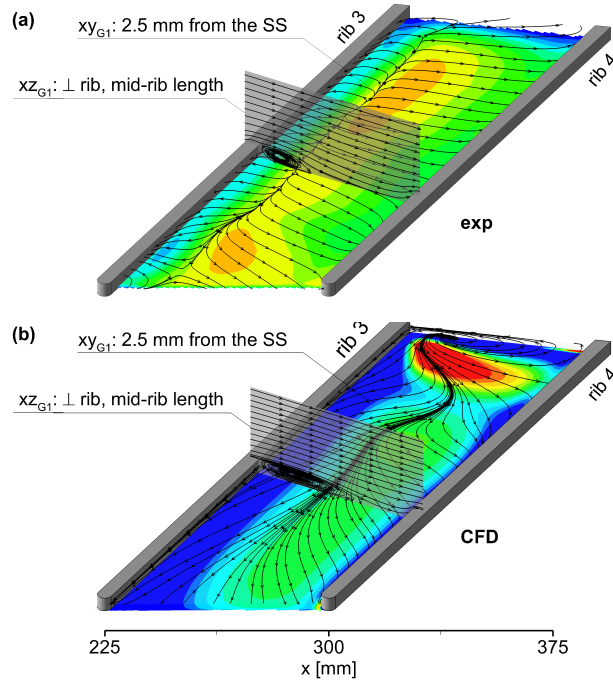 (a)
xy_G1: 2.5 mm from the SS
rib 3
xz_G1: ⊥ rib, mid-rib length
rib 4
exp
(b)
xy_G1: 2.5 mm from the SS
rib 3
xz_G1: ⊥ rib, mid-rib length
rib 4
CFD
225 300 375
x [mm]